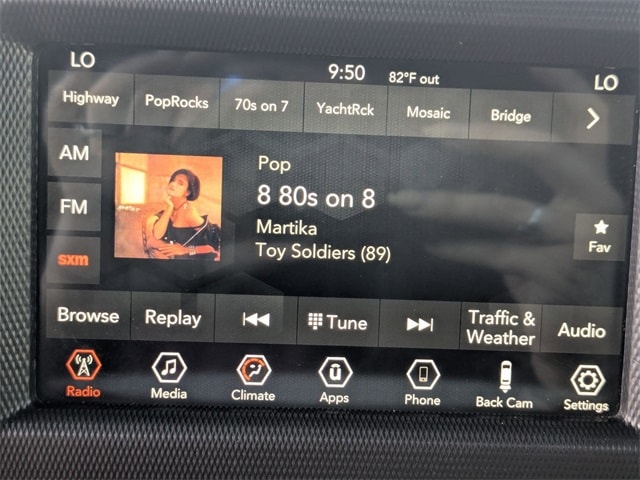 LO
9:50
82°F out
LO
Highway
PopRocks
70s on 7
YachtRck
Mosaic
Bridge
AM
Pop
8 80s on 8
FM
Martika
Toy Soldiers (89)
Fav
sxm
Browse
Replay
Tune
Traffic &
Weather
Audio
Radio
Media
Climate
Apps
Phone
Back Cam
Settings